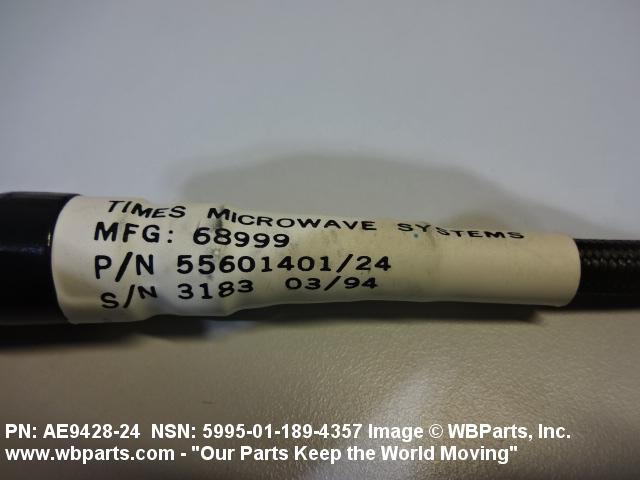 TIMES MICROWAVE SYSTEMS
MFG: 68999
P/N 55601401/24
S/N 3183 03/94
PN: AE9428-24 NSN: 5995-01-189-4357 Image © WBParts, Inc.
www.wbparts.com - "Our Parts Keep the World Moving"